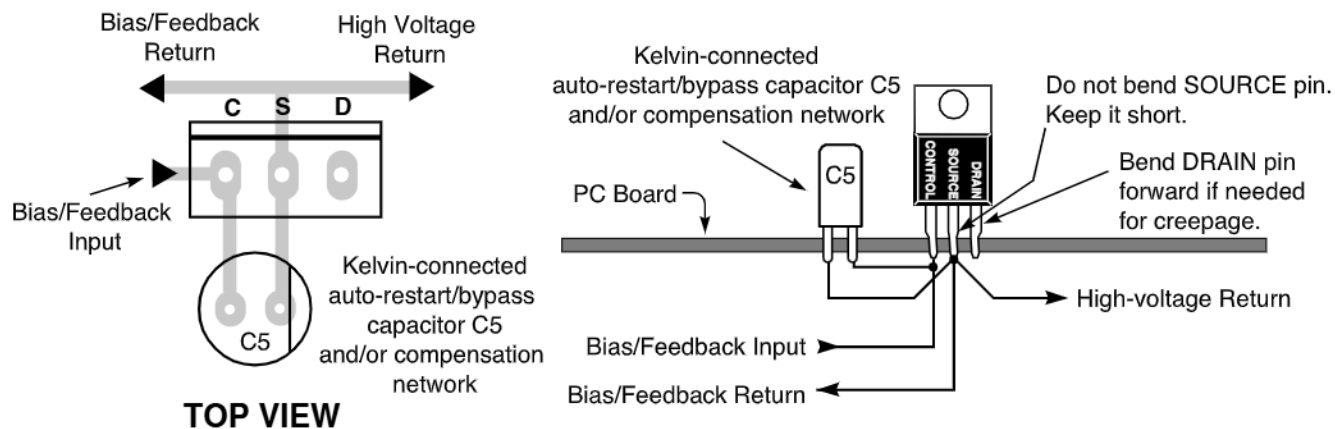 Bias/Feedback
Return
High Voltage
Return
C S D
Bias/Feedback
Input
C5
Kelvin-connected
auto-restart/bypass
capacitor C5
and/or compensation
network
TOP VIEW
Kelvin-connected
auto-restart/bypass capacitor C5
and/or compensation network
Do not bend SOURCE pin.
Keep it short.
PC Board
C5
CONTROL
SOURCE
DRAIN
Bend DRAIN pin
forward if needed
for creepage.
High-voltage Return
Bias/Feedback Input
Bias/Feedback Return